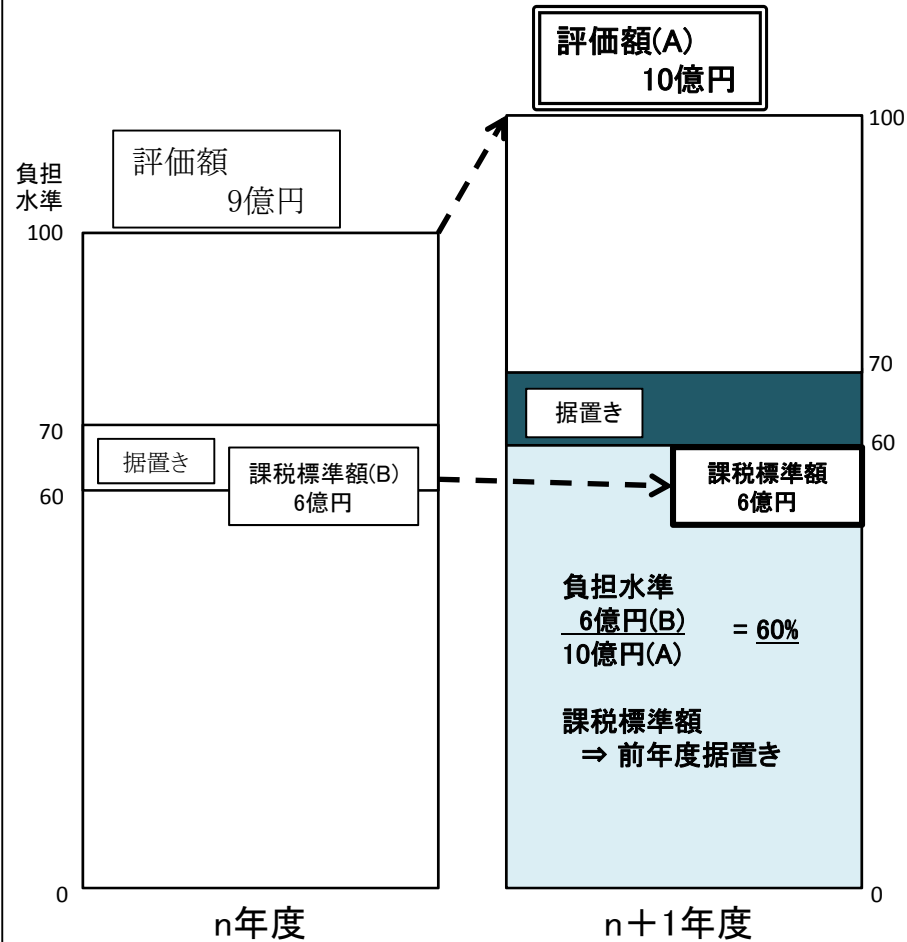 負担
水準
100
評価額
9億円
70
据置き
60
課税標準額(B)
6億円
0
n年度
評価額(A)
10億円
100
70
据置き
60
課税標準額
6億円
負担水準
6億円(B)
10億円(A)
= 60%
課税標準額
⇒ 前年度据置き
0
n+1年度